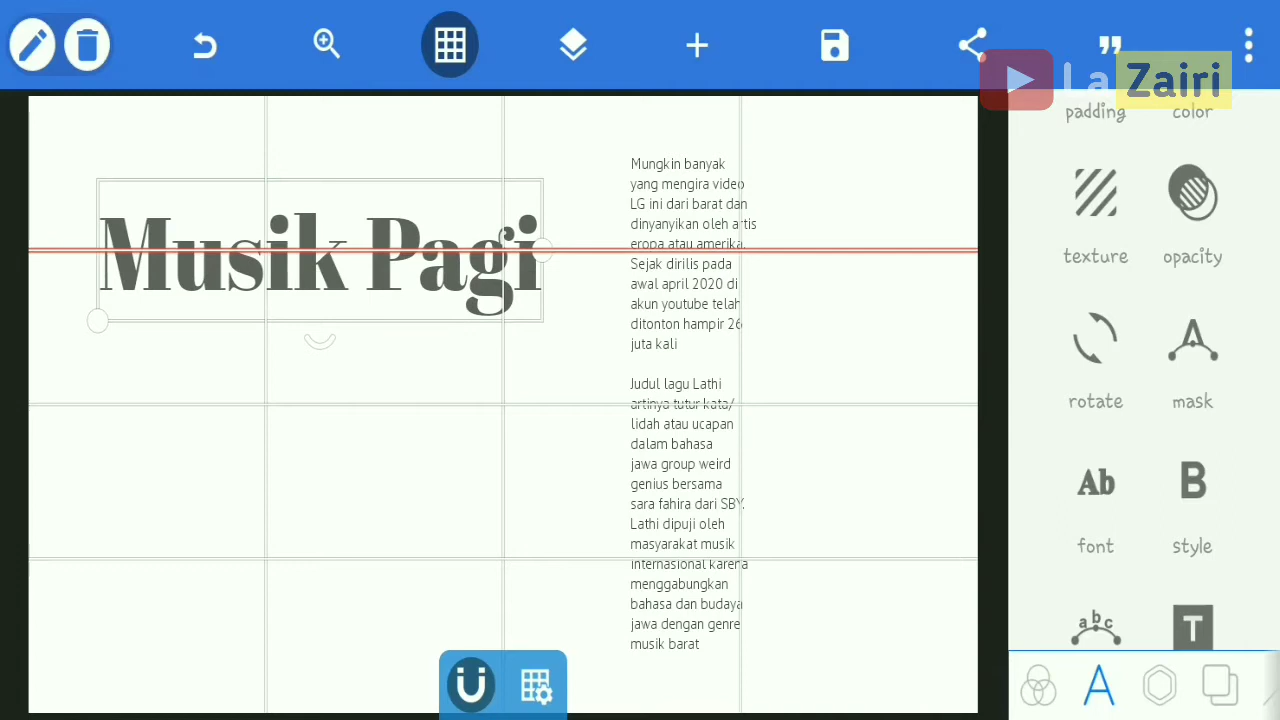 La Zairi
padding color
texture opacity
rotate mask
Ab B
font style
abc T
A
Musik Pagi
Mungkin banyak
yang mengira video
LG ini dari barat dan
dinyanyikan oleh artis
eropa atau amerika.
Sejak dirilis pada
awal april 2020 di
akun youtube telah
ditonton hampir 26
juta kali
Judul lagu Lathi
artinya tutur kata/
lidah atau ucapan
dalam bahasa
jawa group weird
genius bersama
sara fahira dari SBY.
Lathi dipuji oleh
masyarakat musik
internasional karena
menggabungkan
bahasa dan budaya
jawa dengan genre
musik barat